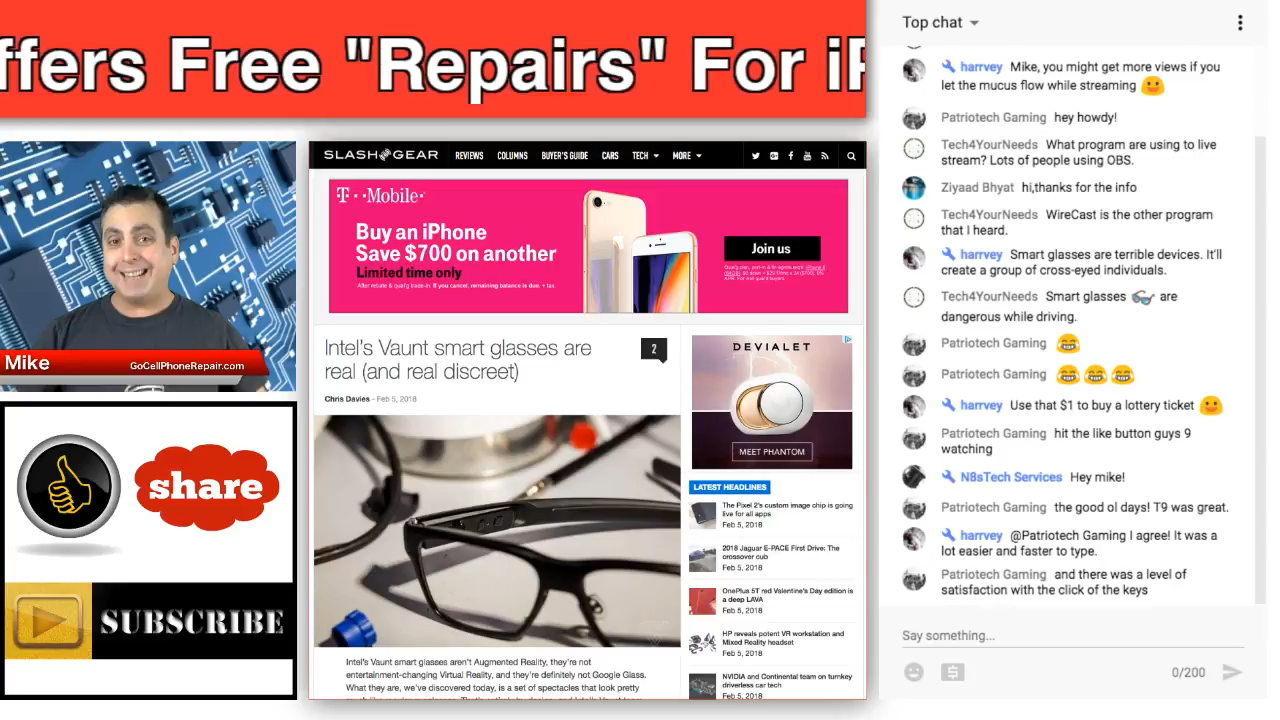 ffers Free "Repairs" For iP
Mike
GoCellPhoneRepair.com
share
SUBSCRIBE
SLASHGEAR
REVIEWS
COLUMNS
BUYER'S GUIDE
CARS
TECH
MORE
T··Mobile·
Buy an iPhone
Save $700 on another
Limited time only
After rebate & qual'g trade-in. If you cancel, remaining balance is due. + tax.
Join us
Intel's Vaunt smart glasses are
real (and real discreet)
2
Chris Davies - Feb 5, 2018
Intel's Vaunt smart glasses aren't Augmented Reality, they're not
entertainment-changing Virtual Reality, and they're definitely not Google Glass.
What they are, we've discovered today, is a set of spectacles that look pretty
DEVIALET
MEET PHANTOM
LATEST HEADLINES
The Pixel 2's custom image chip is going
live for all apps
Feb 5, 2018
2018 Jaguar E-PACE First Drive: The
crossover cub
Feb 5, 2018
OnePlus 5T red Valentine's Day edition is
a deep LAVA
Feb 5, 2018
HP reveals potent VR workstation and
Mixed Reality headset
Feb 5, 2018
NVIDIA and Continental team on turnkey
driverless car tech
Feb 5, 2018
Top chat
harrvey Mike, you might get more views if you
let the mucus flow while streaming
Patriotech Gaming hey howdy!
Tech4YourNeeds What program are using to live
stream? Lots of people using OBS.
Ziyaad Bhyat hi,thanks for the info
Tech4YourNeeds WireCast is the other program
that I heard.
harrvey Smart glasses are terrible devices. It'll
create a group of cross-eyed individuals.
Tech4YourNeeds Smart glasses 👓 are
dangerous while driving.
Patriotech Gaming 😂
Patriotech Gaming 😂 😂 😂
harrvey Use that $1 to buy a lottery ticket
Patriotech Gaming hit the like button guys 9
watching
N8sTech Services Hey mike!
Patriotech Gaming the good ol days! T9 was great.
harrvey @Patriotech Gaming I agree! It was a
lot easier and faster to type.
Patriotech Gaming and there was a level of
satisfaction with the click of the keys
Say something...
0/200